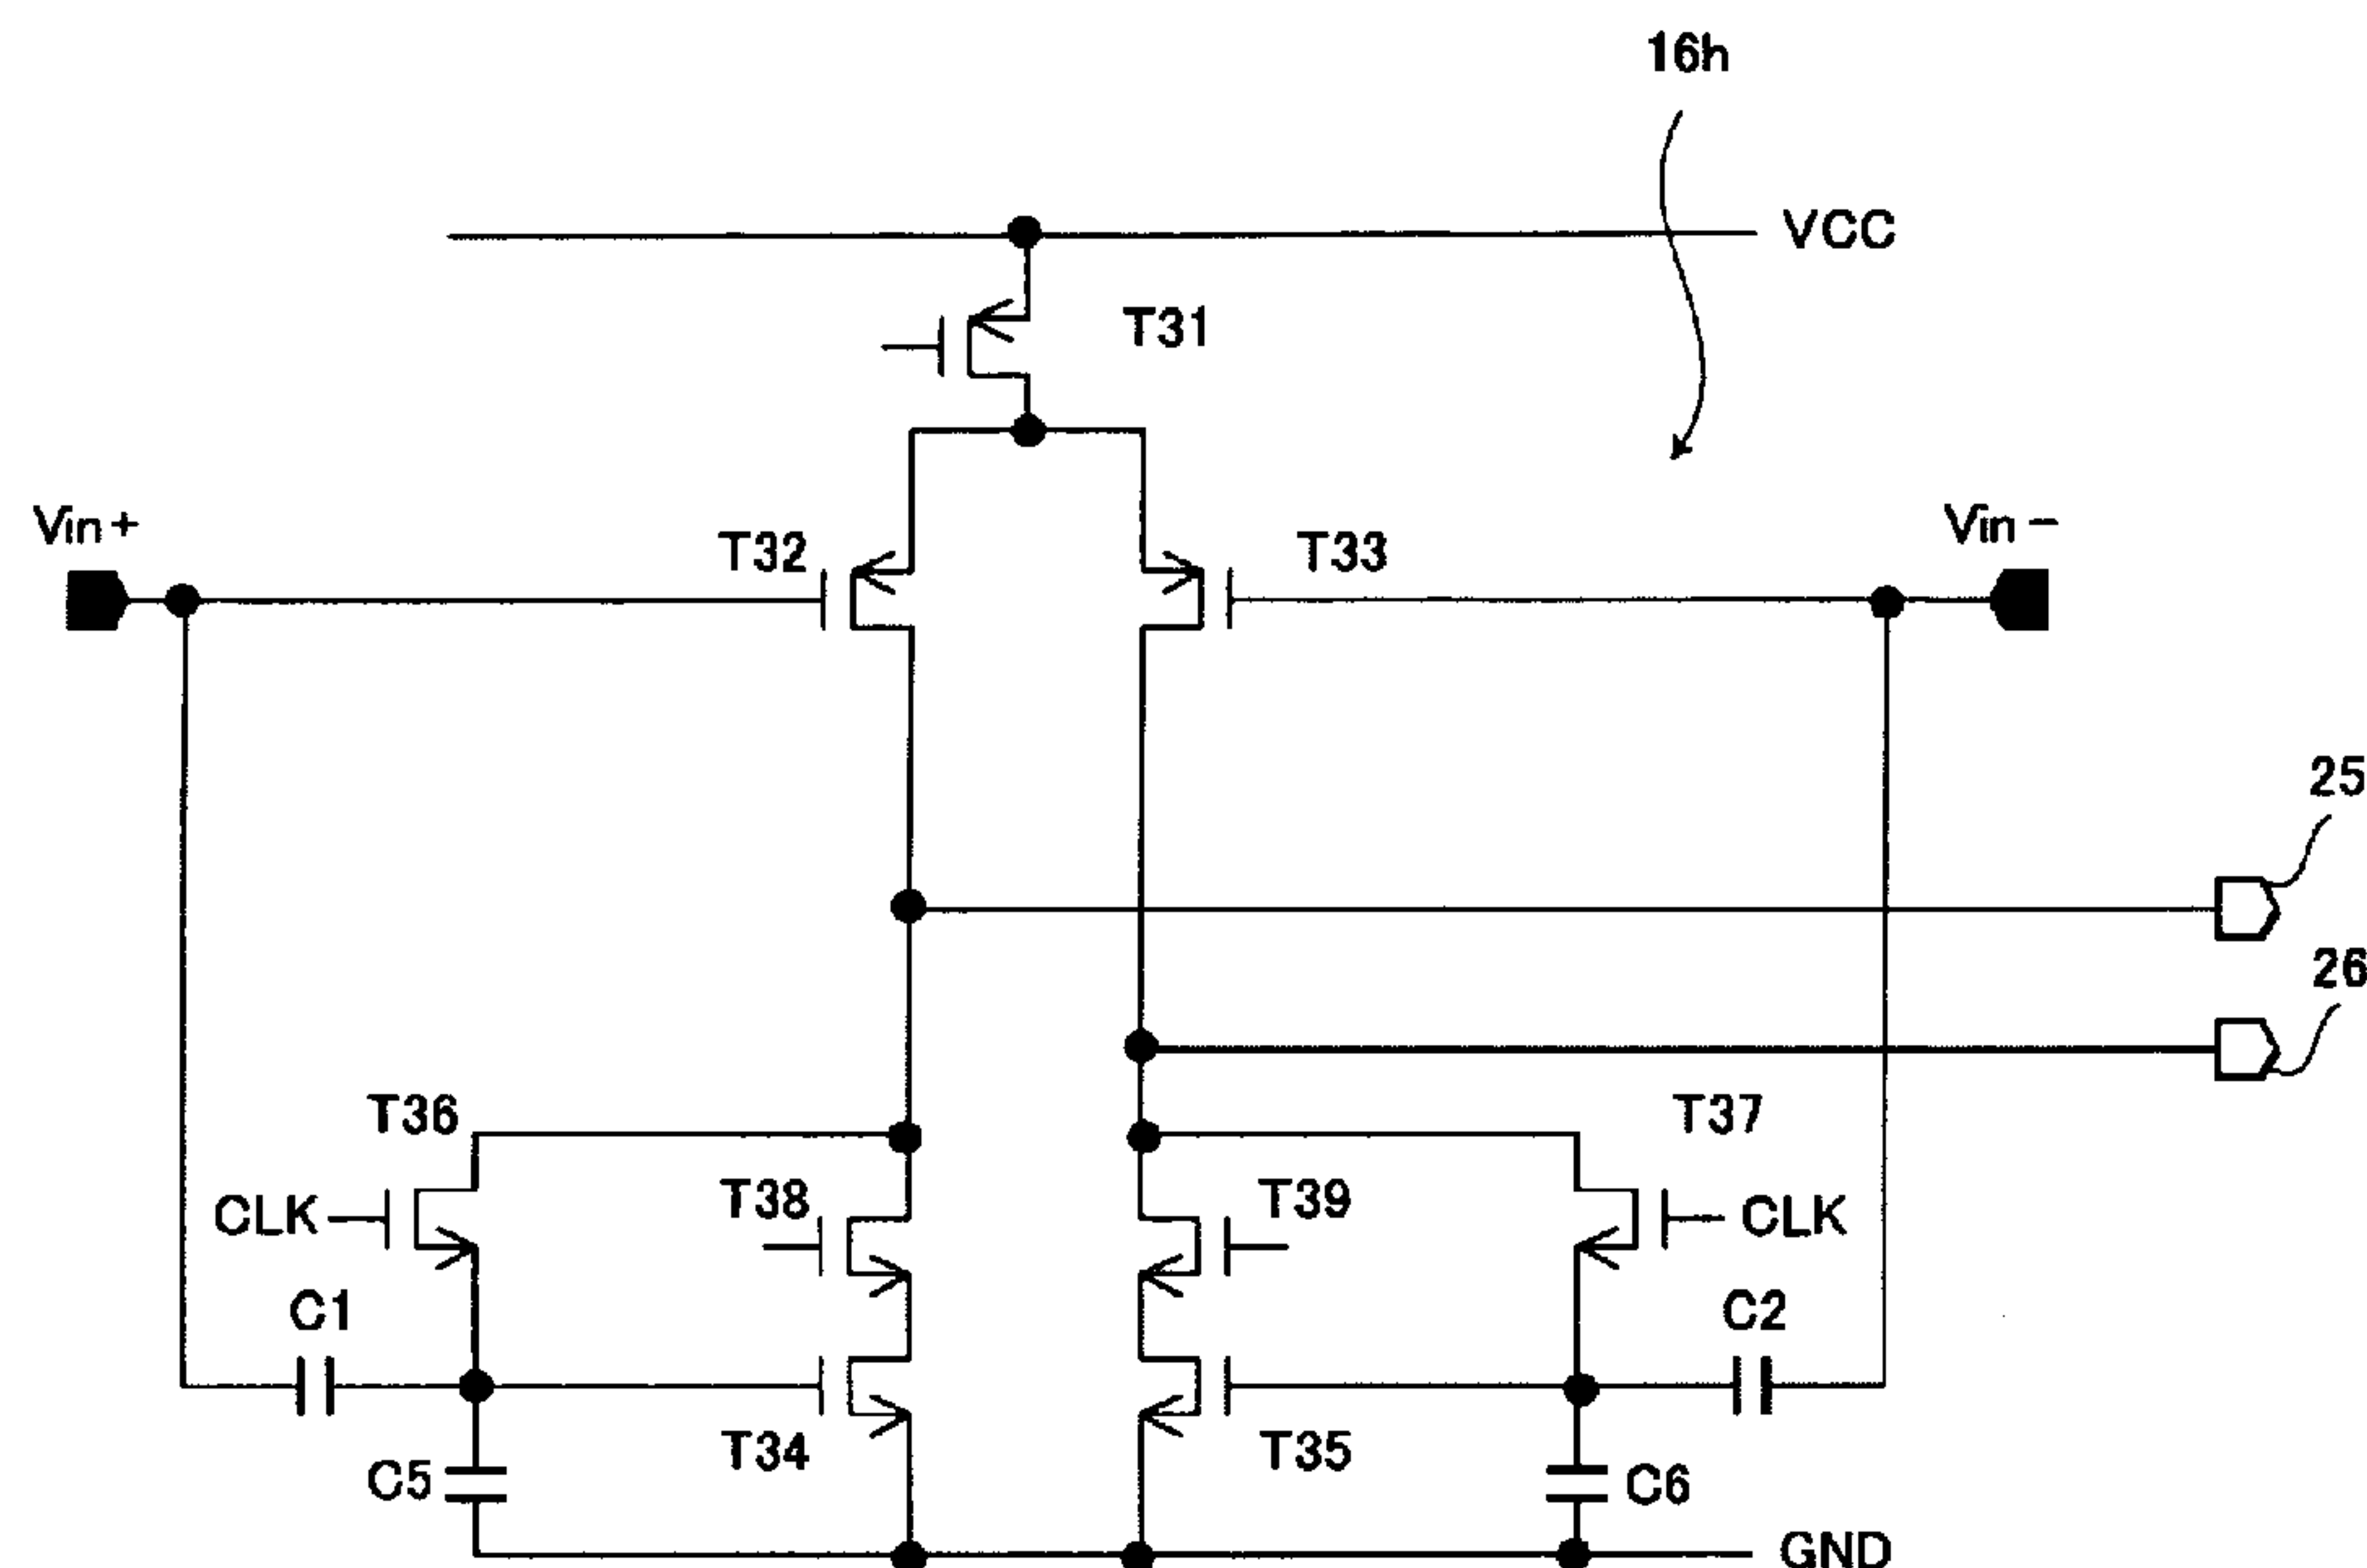 16h
VCC
T31
Vin+
Vin−
T32
T33
25
26
T36
T37
CLK
T38
T39
CLK
C1
C2
T34
T35
C5
C6
GND